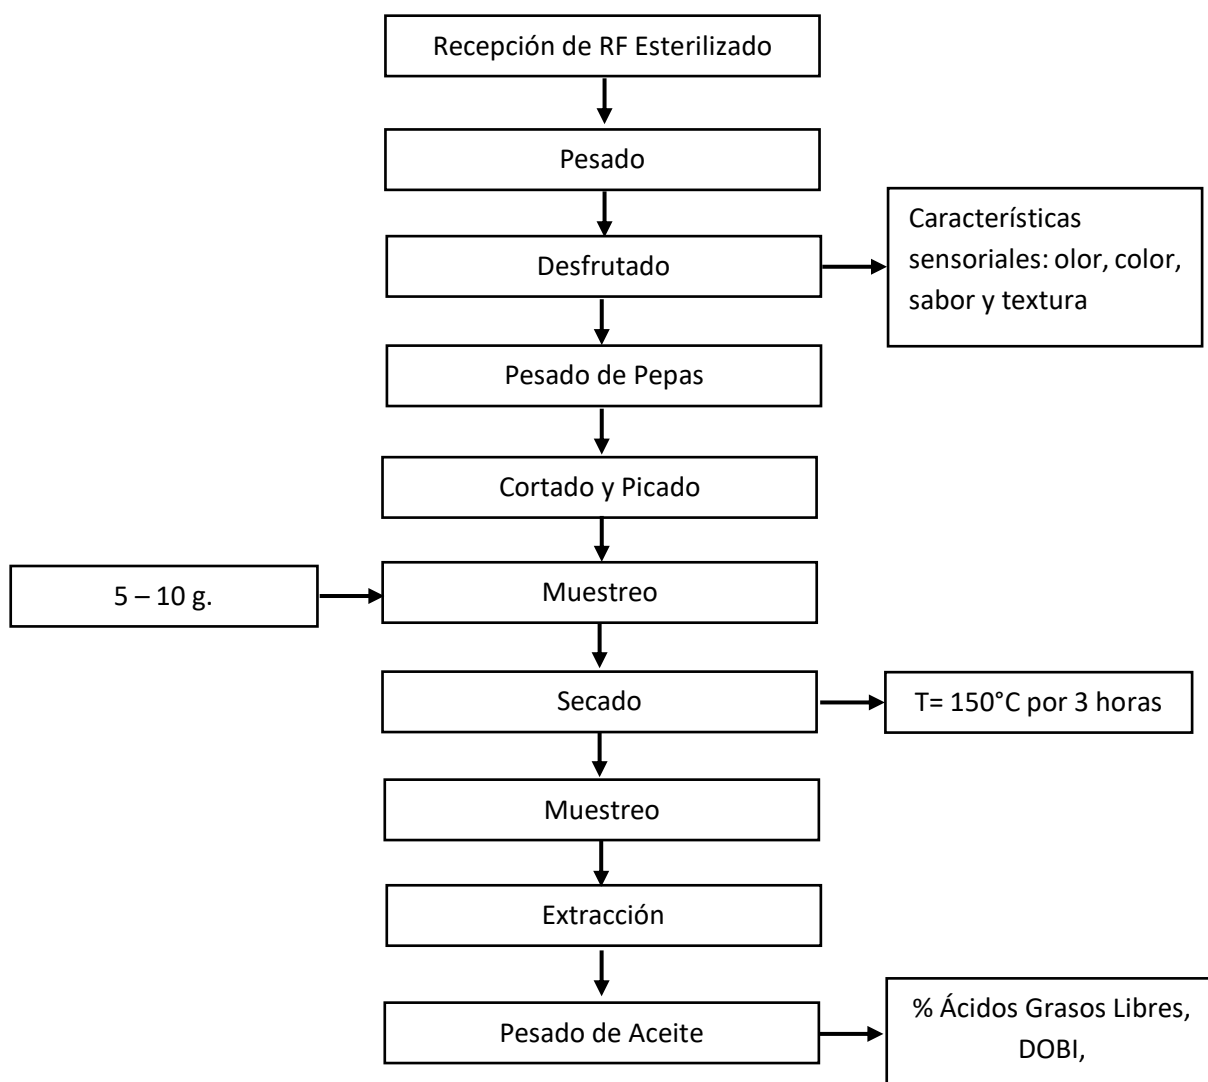 Recepción de RF Esterilizado
Pesado
Desfrutado
Características
sensoriales: olor, color,
sabor y textura
Pesado de Pepas
Cortado y Picado
5 – 10 g.
Muestreo
Secado
T= 150°C por 3 horas
Muestreo
Extracción
Pesado de Aceite
% Ácidos Grasos Libres,
DOBI,